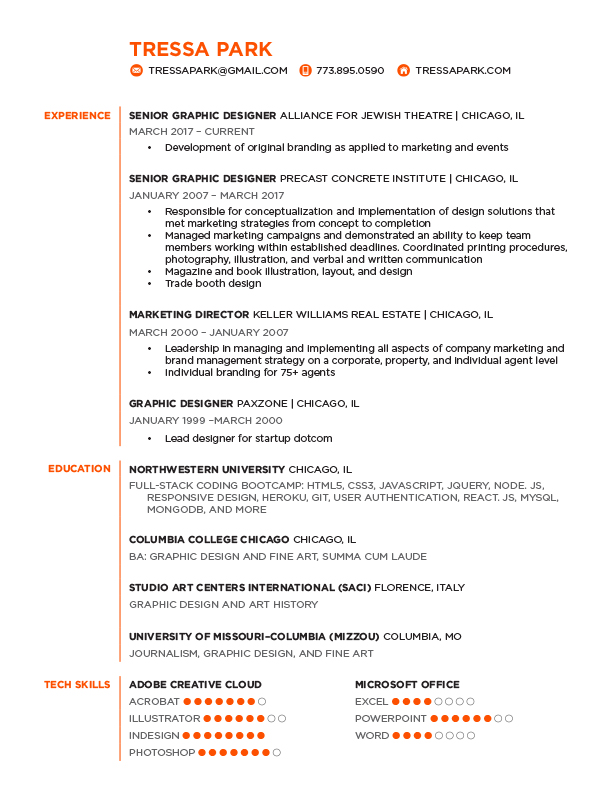 TRESSA PARK
TRESSAPARK@GMAIL.COM 773.895.0590 TRESSAPARK.COM
EXPERIENCE
SENIOR GRAPHIC DESIGNER ALLIANCE FOR JEWISH THEATRE | CHICAGO, IL
MARCH 2017 – CURRENT
• Development of original branding as applied to marketing and events
SENIOR GRAPHIC DESIGNER PRECAST CONCRETE INSTITUTE | CHICAGO, IL
JANUARY 2007 – MARCH 2017
• Responsible for conceptualization and implementation of design solutions that
met marketing strategies from concept to completion
• Managed marketing campaigns and demonstrated an ability to keep team
members working within established deadlines. Coordinated printing procedures,
photography, illustration, and verbal and written communication
• Magazine and book illustration, layout, and design
• Trade booth design
MARKETING DIRECTOR KELLER WILLIAMS REAL ESTATE | CHICAGO, IL
MARCH 2000 – JANUARY 2007
• Leadership in managing and implementing all aspects of company marketing and
brand management strategy on a corporate, property, and individual agent level
• Individual branding for 75+ agents
GRAPHIC DESIGNER PAXZONE | CHICAGO, IL
JANUARY 1999 –MARCH 2000
• Lead designer for startup dotcom
EDUCATION
NORTHWESTERN UNIVERSITY CHICAGO, IL
FULL-STACK CODING BOOTCAMP: HTML5, CSS3, JAVASCRIPT, JQUERY, NODE. JS,
RESPONSIVE DESIGN, HEROKU, GIT, USER AUTHENTICATION, REACT. JS, MYSQL,
MONGODB, AND MORE
COLUMBIA COLLEGE CHICAGO CHICAGO, IL
BA: GRAPHIC DESIGN AND FINE ART, SUMMA CUM LAUDE
STUDIO ART CENTERS INTERNATIONAL (SACI) FLORENCE, ITALY
GRAPHIC DESIGN AND ART HISTORY
UNIVERSITY OF MISSOURI–COLUMBIA (MIZZOU) COLUMBIA, MO
JOURNALISM, GRAPHIC DESIGN, AND FINE ART
TECH SKILLS
ADOBE CREATIVE CLOUD
ACROBAT
ILLUSTRATOR
INDESIGN
PHOTOSHOP
MICROSOFT OFFICE
EXCEL
POWERPOINT
WORD